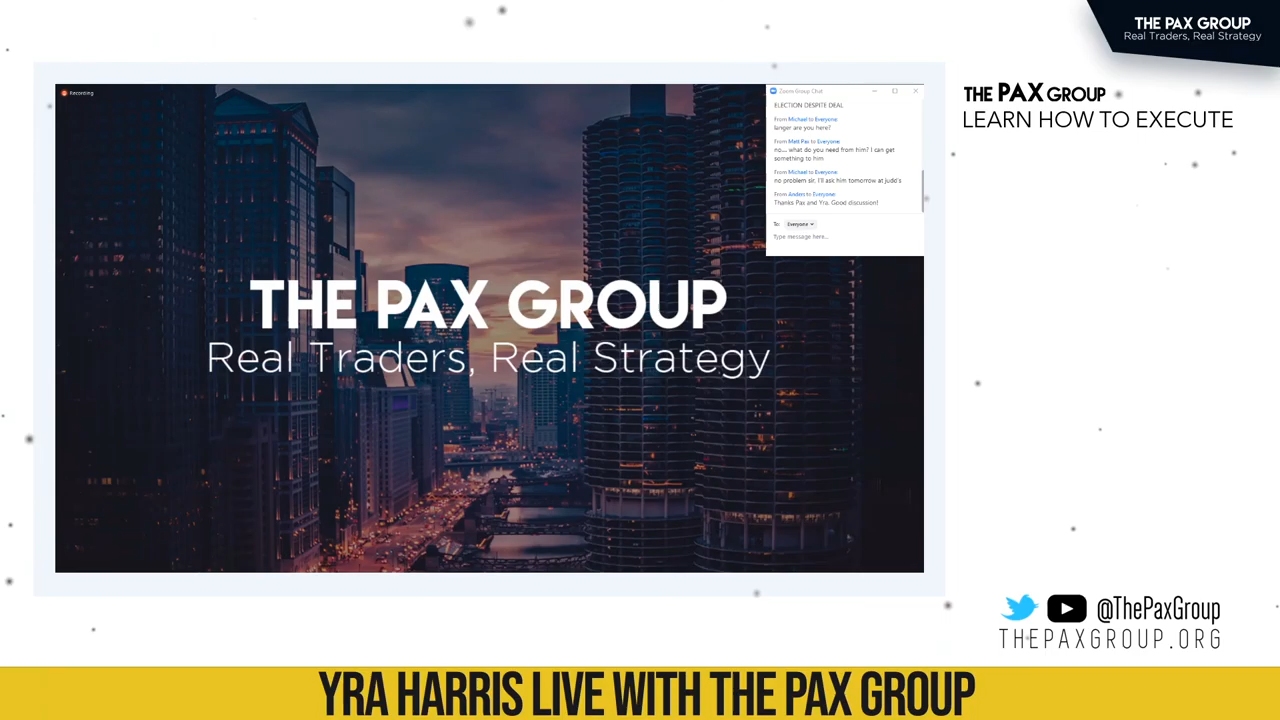 THE PAX GROUP
Real Traders, Real Strategy
THE PAX GROUP
LEARN HOW TO EXECUTE
Recording
Zoom Group Chat
ELECTION DESPITE DEAL
From Michael to Everyone:
langer are you here?
From Matt Pax to Everyone:
no.... what do you need from him? I can get
something to him
From Michael to Everyone:
no problem sir, I'll ask him tomorrow at judd's
From Anders to Everyone:
Thanks Pax and Yra. Good discussion!
To: Everyone
Type message here...
THE PAX GROUP
Real Traders, Real Strategy
@ThePaxGroup
THEPAXGROUP.ORG
YRA HARRIS LIVE WITH THE PAX GROUP